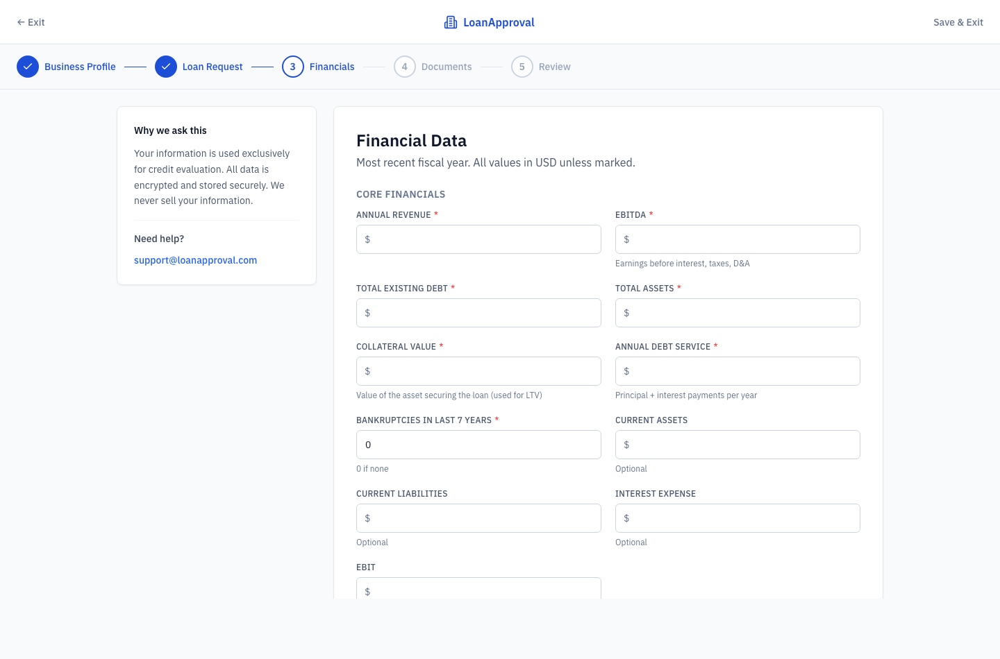 ← Exit
LoanApproval
Save & Exit
Business Profile
Loan Request
3 Financials
4 Documents
5 Review
Why we ask this
Your information is used exclusively
for credit evaluation. All data is
encrypted and stored securely. We
never sell your information.
Need help?
support@loanapproval.com
Financial Data
Most recent fiscal year. All values in USD unless marked.
CORE FINANCIALS
ANNUAL REVENUE *
$
EBITDA *
$
Earnings before interest, taxes, D&A
TOTAL EXISTING DEBT *
$
TOTAL ASSETS *
$
COLLATERAL VALUE *
$
Value of the asset securing the loan (used for LTV)
ANNUAL DEBT SERVICE *
$
Principal + interest payments per year
BANKRUPTCIES IN LAST 7 YEARS *
0
0 if none
CURRENT ASSETS
$
Optional
CURRENT LIABILITIES
$
Optional
INTEREST EXPENSE
$
Optional
EBIT
$